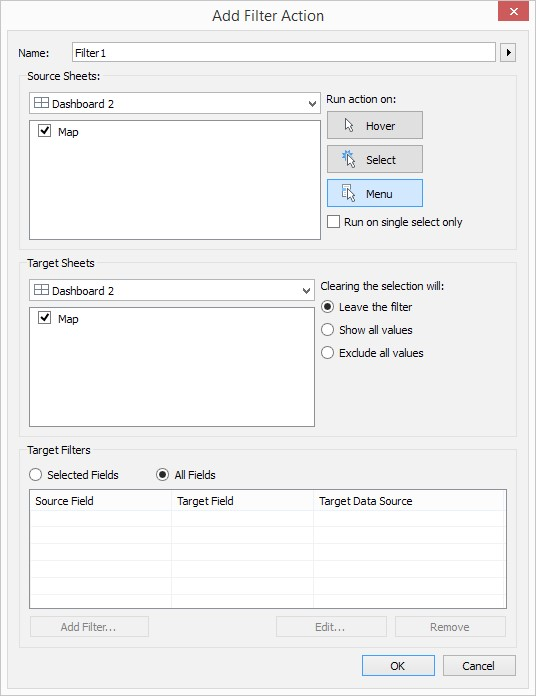 Add Filter Action
Name: Filter1
Source Sheets:
Dashboard 2
Map
Run action on:
Hover
Select
Menu
Run on single select only
Target Sheets
Dashboard 2
Map
Clearing the selection will:
Leave the filter
Show all values
Exclude all values
Target Filters
Selected Fields All Fields
Source Field Target Field Target Data Source
Add Filter... Edit... Remove
OK Cancel